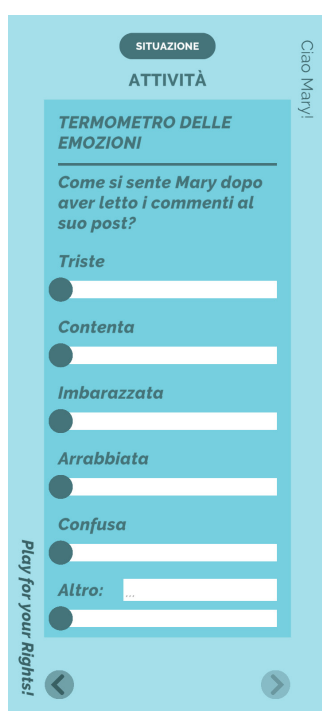 SITUAZIONE
Ciao Mary!
ATTIVITÀ
TERMOMETRO DELLE
EMOZIONI
Come si sente Mary dopo
aver letto i commenti al
suo post?
Triste
Contenta
Imbarazzata
Arrabbiata
Confusa
Altro: ...
Play for your Rights!